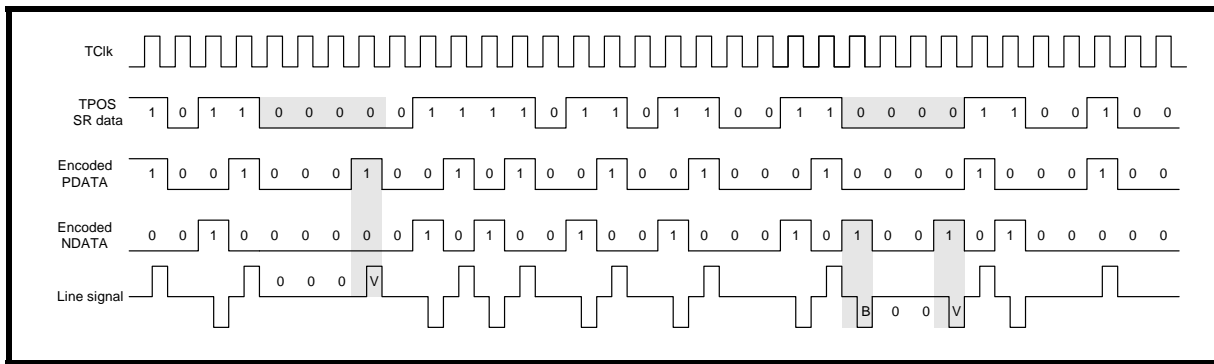 TClk
TPOS
SR data
1 0 1 1 0 0 0 0 0 1 1 1 1 0 1 1 0 1 1 0 0 1 1 0 0 0 0 1 1 0 0 1 0 0
Encoded
PDATA
1 0 0 1 0 0 0 1 0 0 1 0 1 0 0 1 0 0 1 0 0 0 1 0 0 0 0 1 0 0 0 1 0 0
Encoded
NDATA
0 0 1 0 0 0 0 0 0 1 0 1 0 0 1 0 0 1 0 0 0 1 0 1 0 0 1 0 1 0 0 0 0 0
Line signal
0 0 0 V
B 0 0 V